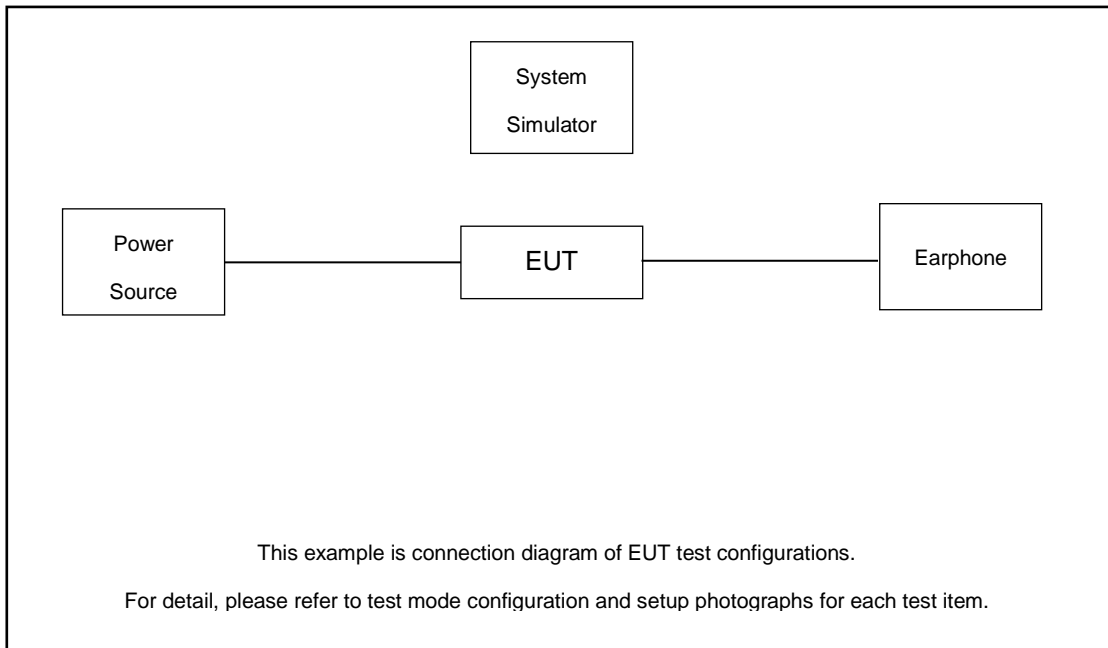 System
Simulator
Power
Source
EUT
Earphone
This example is connection diagram of EUT test configurations.
For detail, please refer to test mode configuration and setup photographs for each test item.